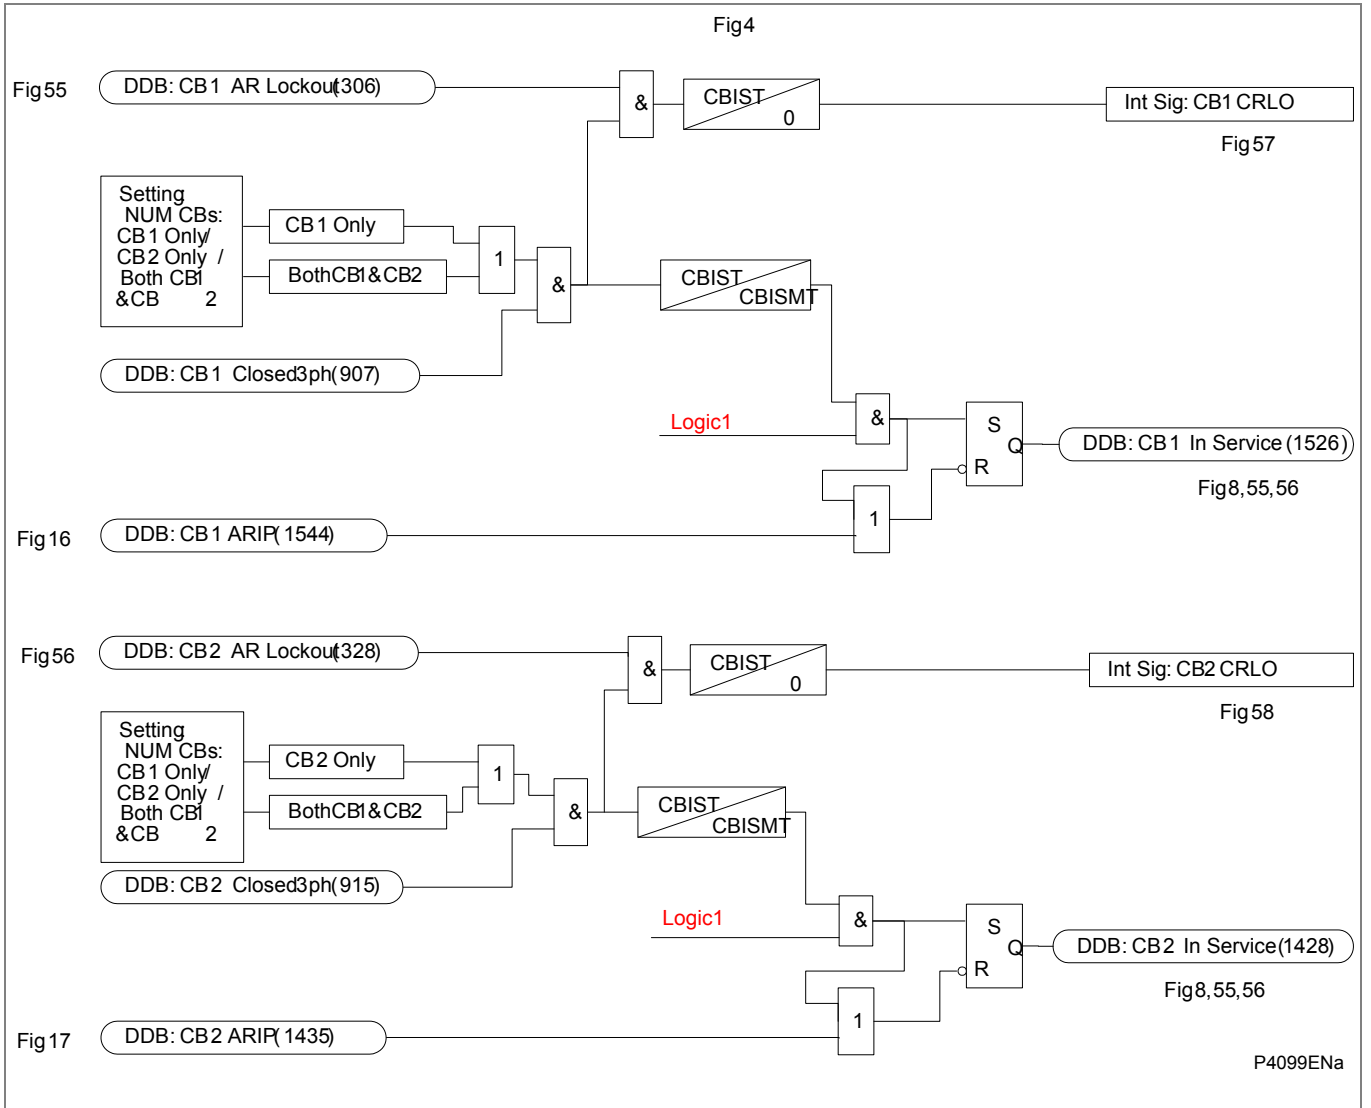 Fig4
Fig55
DDB: CB1 AR Lockout(306)
&
CBIST
0
Int Sig: CB1 CRLO
Fig57
Setting:
NUM CBs:
CB1 Only/
CB2 Only /
Both CB1
&CB 2
CB1 Only
BothCB1&CB2
1
&
CBIST
CBISMT
DDB: CB1 Closed3ph(907)
Logic1
&
S
Q
R
DDB: CB1 In Service (1526)
Fig8,55,56
Fig16
DDB: CB1 ARIP(1544)
1
Fig56
DDB: CB2 AR Lockout(328)
&
CBIST
0
Int Sig: CB2 CRLO
Fig58
Setting:
NUM CBs:
CB1 Only/
CB2 Only /
Both CB1
&CB 2
CB2 Only
BothCB1&CB2
1
&
CBIST
CBISMT
DDB: CB2 Closed3ph(915)
Logic1
&
S
Q
R
DDB: CB2 In Service(1428)
Fig8,55,56
Fig17
DDB: CB2 ARIP(1435)
1
P4099ENa